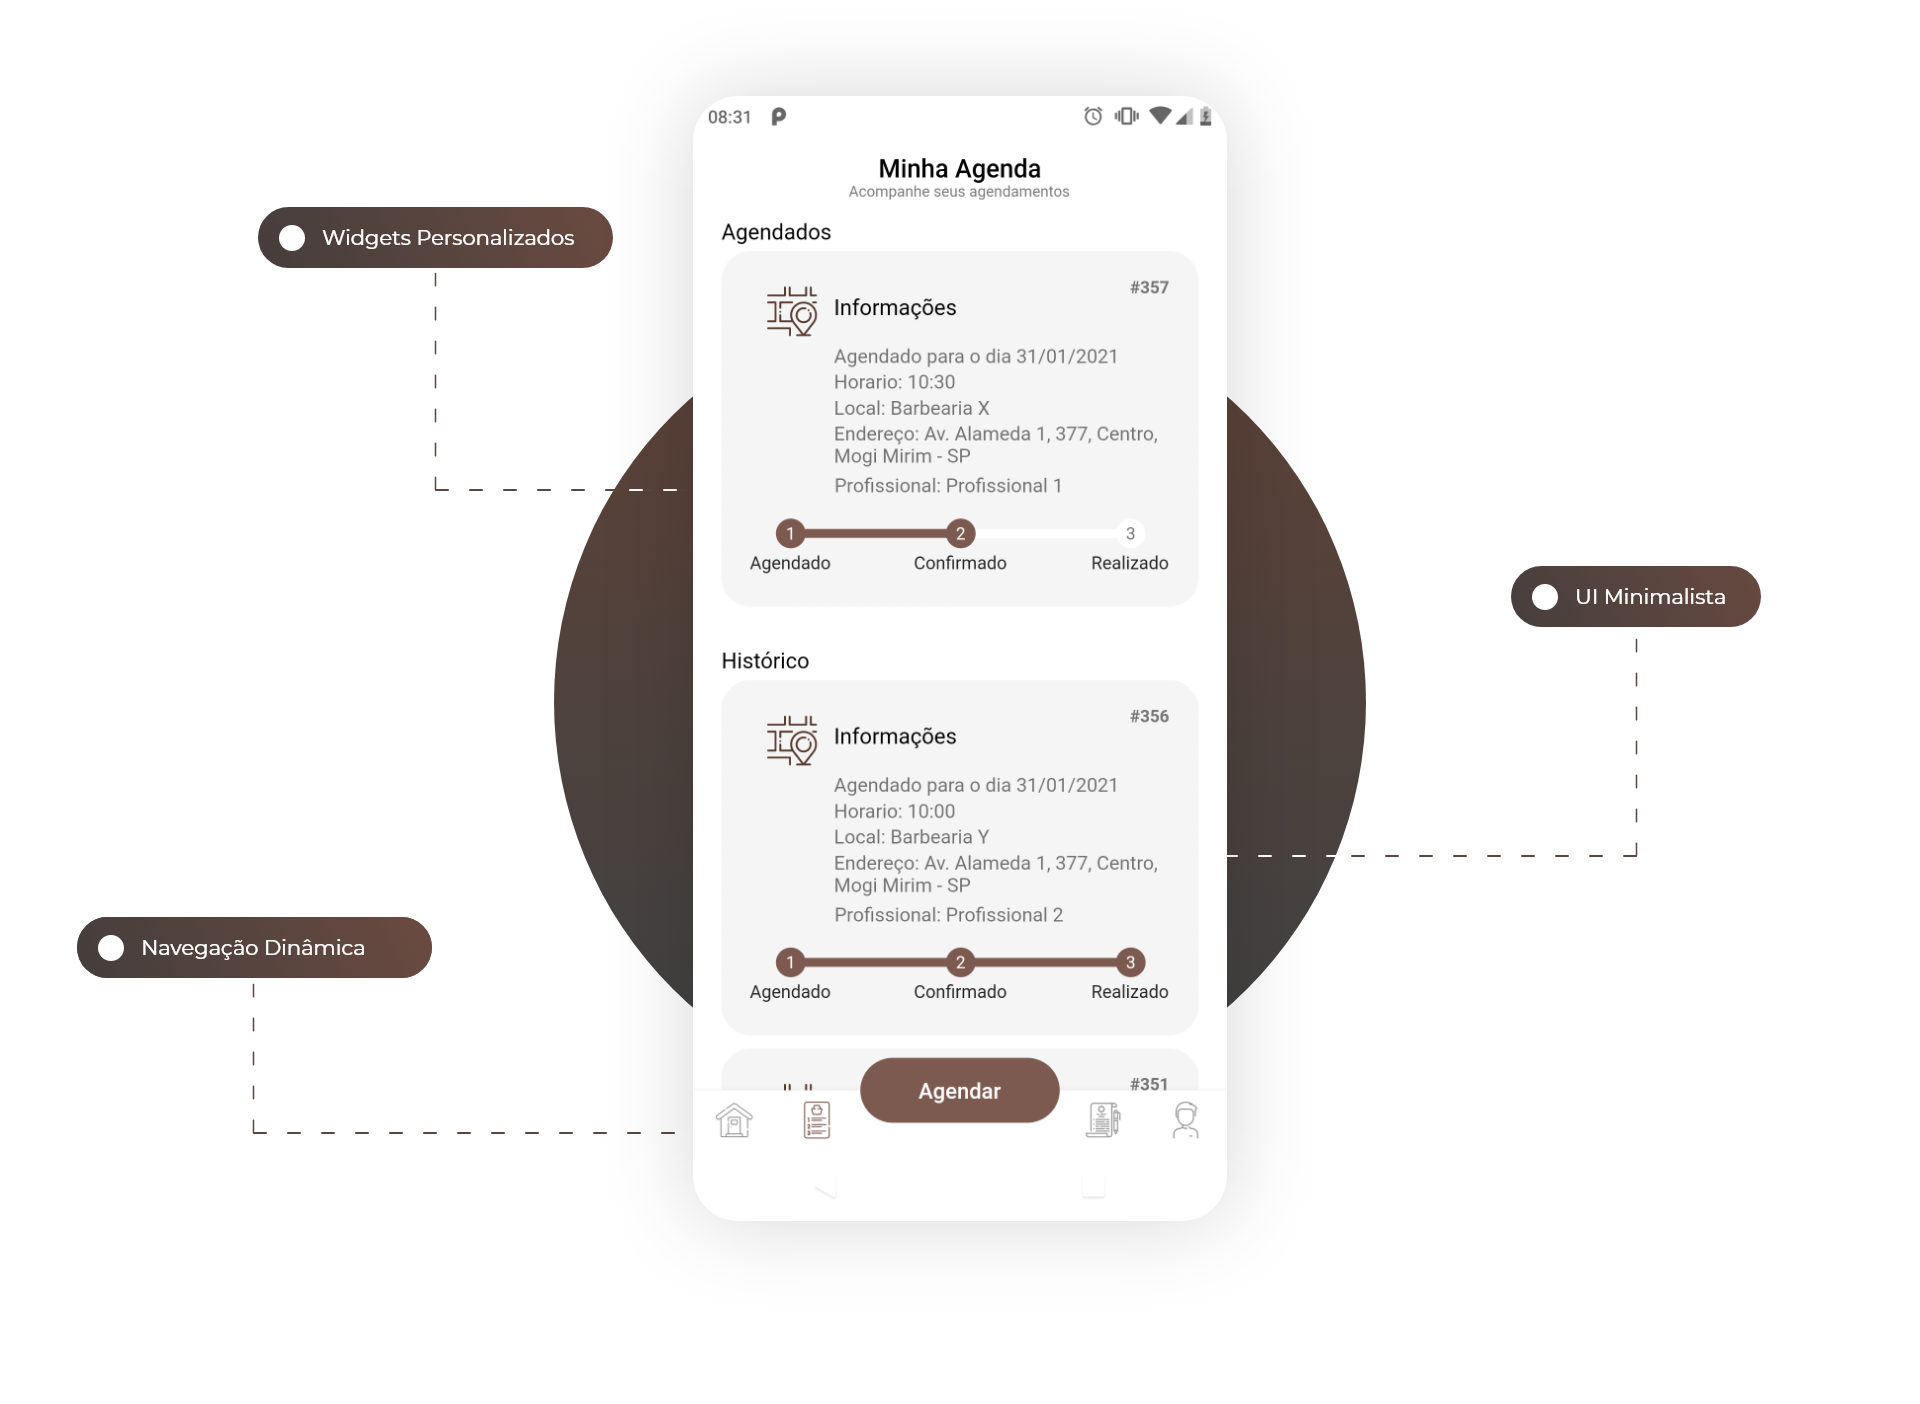 08:31
Minha Agenda
Acompanhe seus agendamentos
Widgets Personalizados
Agendados
#357
Informações
Agendado para o dia 31/01/2021
Horario: 10:30
Local: Barbearia X
Endereço: Av. Alameda 1, 377, Centro,
Mogi Mirim - SP
Profissional: Profissional 1
1 2 3
Agendado Confirmado Realizado
UI Minimalista
Histórico
#356
Informações
Agendado para o dia 31/01/2021
Horario: 10:00
Local: Barbearia Y
Endereço: Av. Alameda 1, 377, Centro,
Mogi Mirim - SP
Profissional: Profissional 2
1 2 3
Agendado Confirmado Realizado
Navegação Dinâmica
#351
Agendar